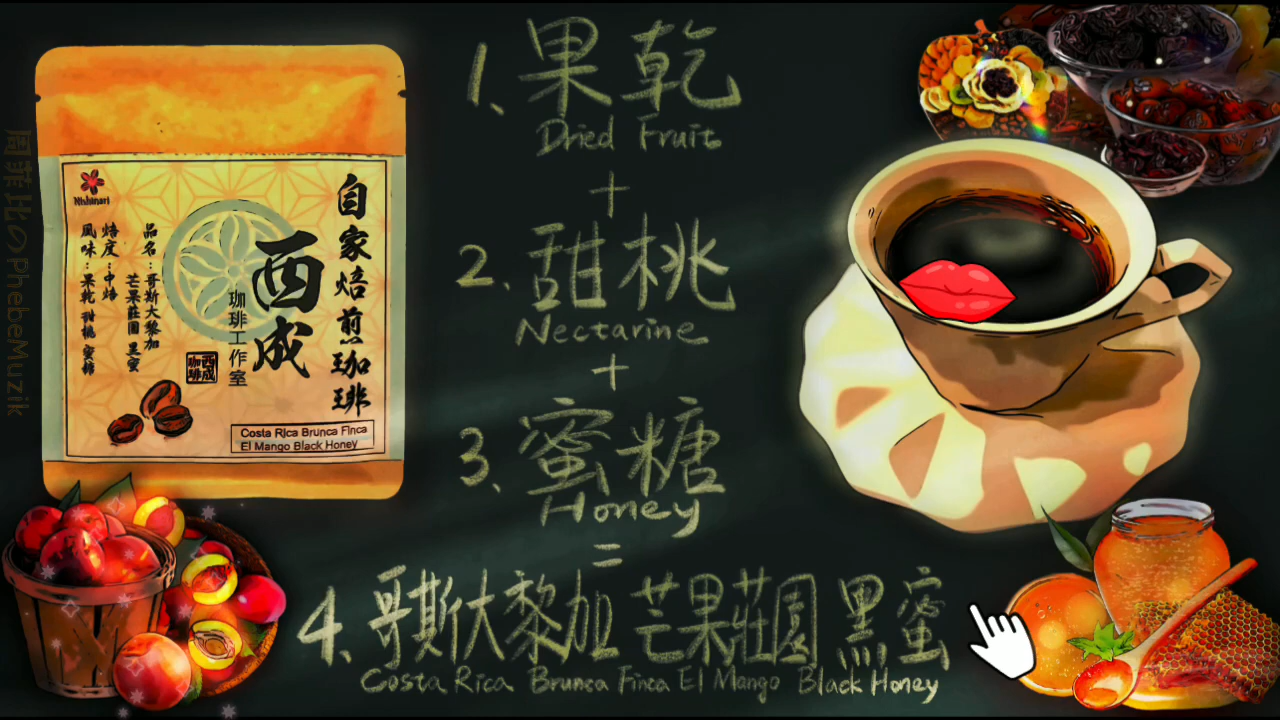 周菲比のPhebeMuzik
Nishinari
自家焙煎珈琲
西成
珈琲工作室
品名：哥斯大黎加
芒果莊園 黑蜜
焙度：中焙
風味：果乾 甜桃 蜜糖
西成
珈琲
Costa Rica Brunca Finca
El Mango Black Honey
1、果乾
Dried Fruit
+
2、甜桃
Nectarine
+
3、蜜糖
Honey
=
4、哥斯大黎加 芒果莊園 黑蜜
Costa Rica Brunca Finca El Mango Black Honey